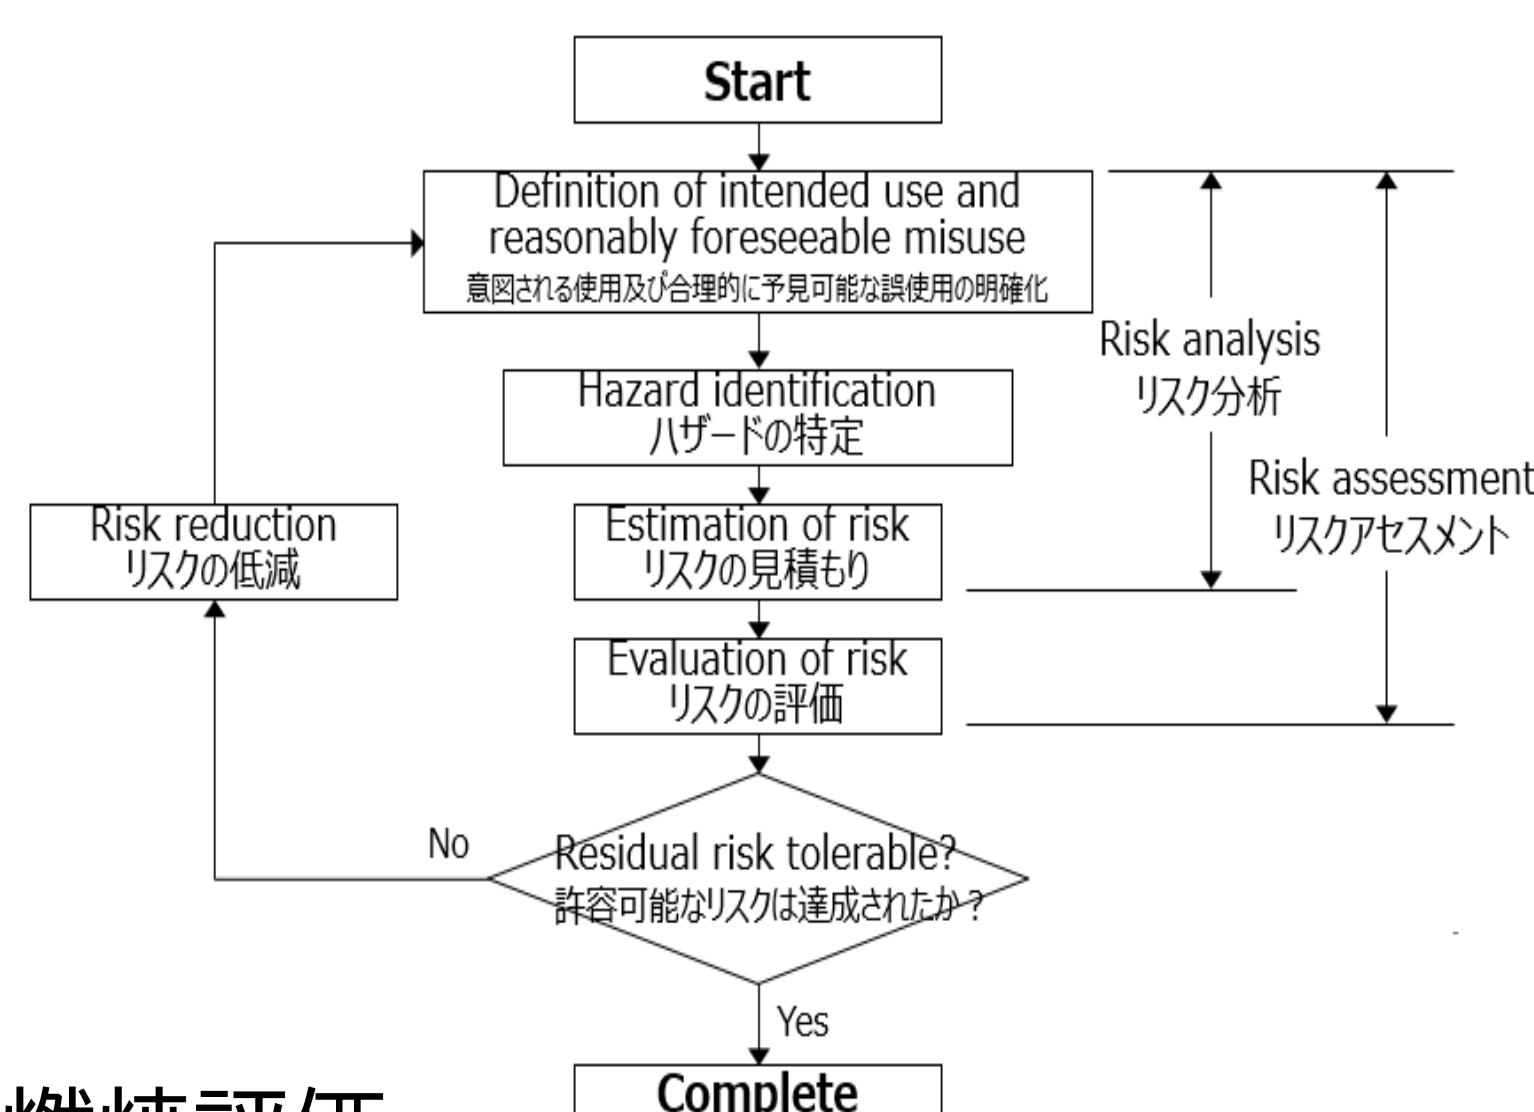 Start
Definition of intended use and
reasonably foreseeable misuse
意図される使用及び合理的に予見可能な誤使用の明確化
Risk analysis
リスク分析
Hazard identification
ハザードの特定
Risk assessment
リスクアセスメント
Risk reduction
リスクの低減
Estimation of risk
リスクの見積もり
Evaluation of risk
リスクの評価
No
Residual risk tolerable?
許容可能なリスクは達成されたか？
Yes
Complete
燃焼評価